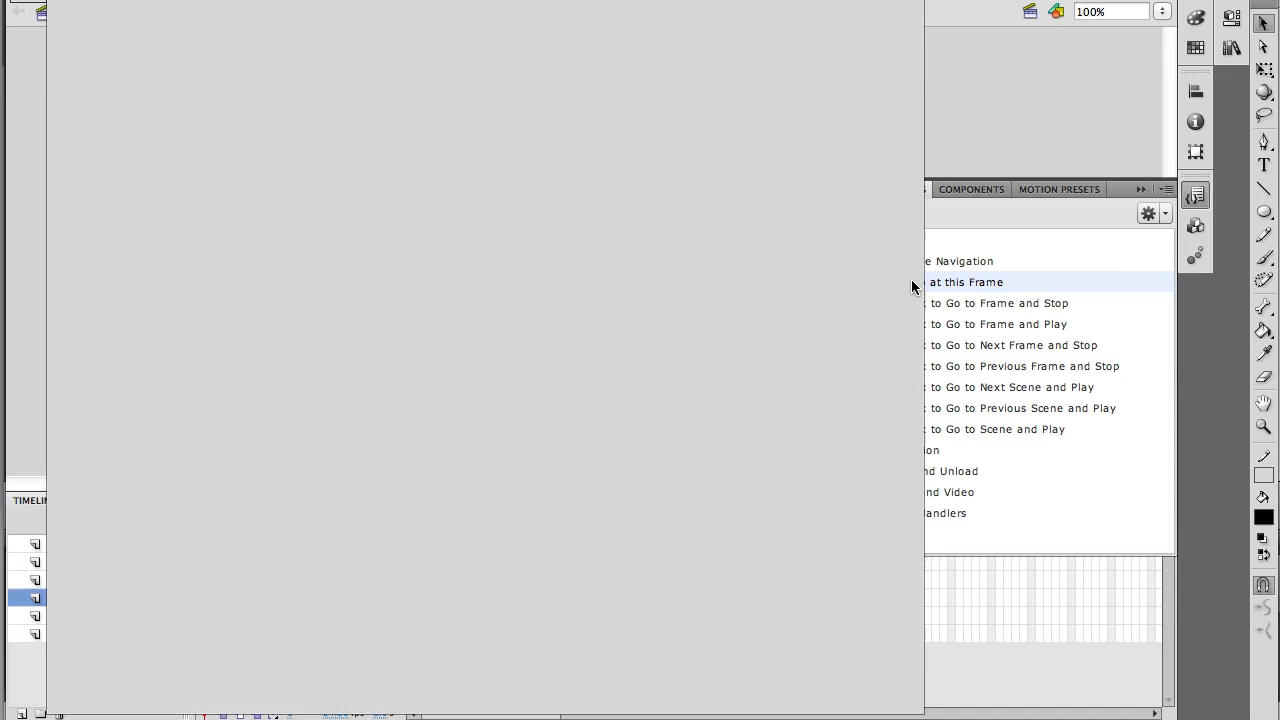 100%
COMPONENTS
MOTION PRESETS
e Navigation
at this Frame
to Go to Frame and Stop
to Go to Frame and Play
to Go to Next Frame and Stop
to Go to Previous Frame and Stop
to Go to Next Scene and Play
to Go to Previous Scene and Play
to Go to Scene and Play
ion
nd Unload
nd Video
andlers
TIMELIN
T